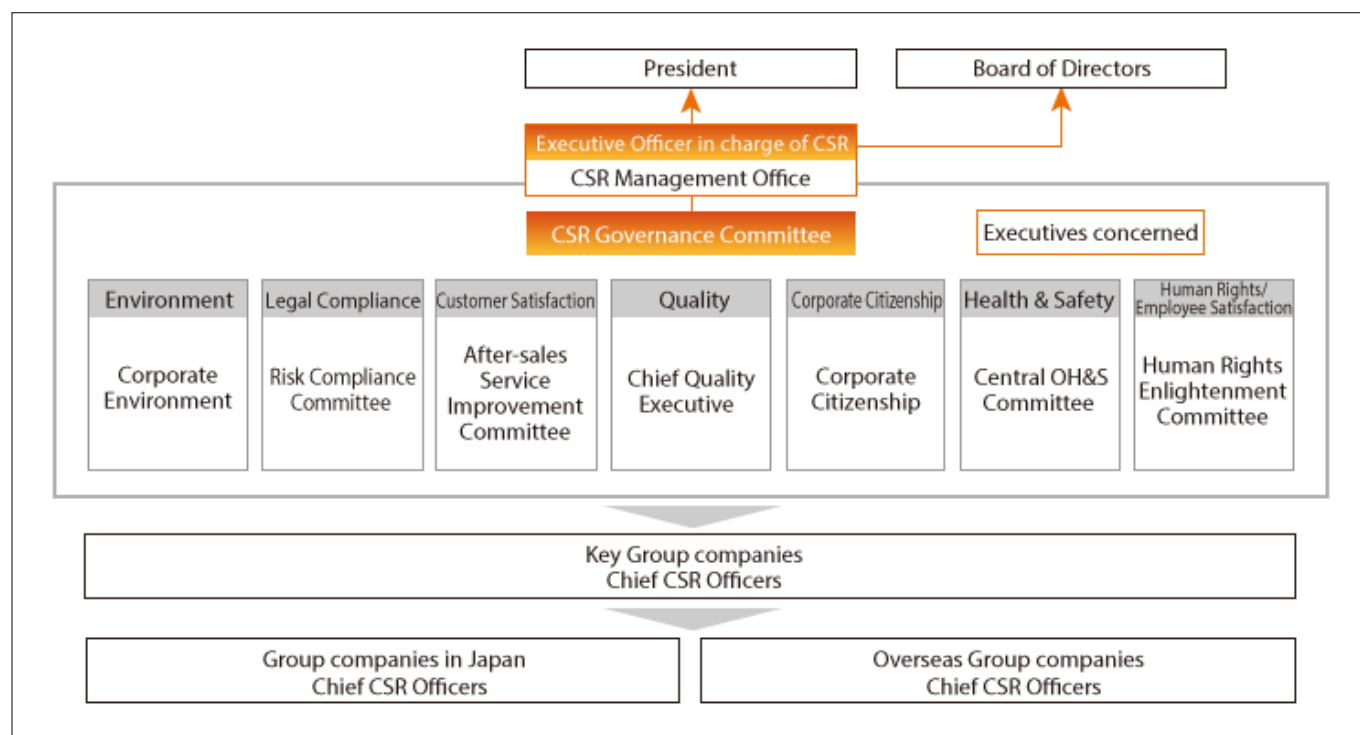 President
Board of Directors
Executive Officer in charge of CSR
CSR Management Office
CSR Governance Committee
Executives concerned
Environment
Corporate
Environment
Legal Compliance
Risk Compliance
Committee
Customer Satisfaction
After-sales
Service
Improvement
Committee
Quality
Chief Quality
Executive
Corporate Citizenship
Corporate
Citizenship
Health & Safety
Central OH&S
Committee
Human Rights/
Employee Satisfaction
Human Rights
Enlightenment
Committee
Key Group companies
Chief CSR Officers
Group companies in Japan
Chief CSR Officers
Overseas Group companies
Chief CSR Officers